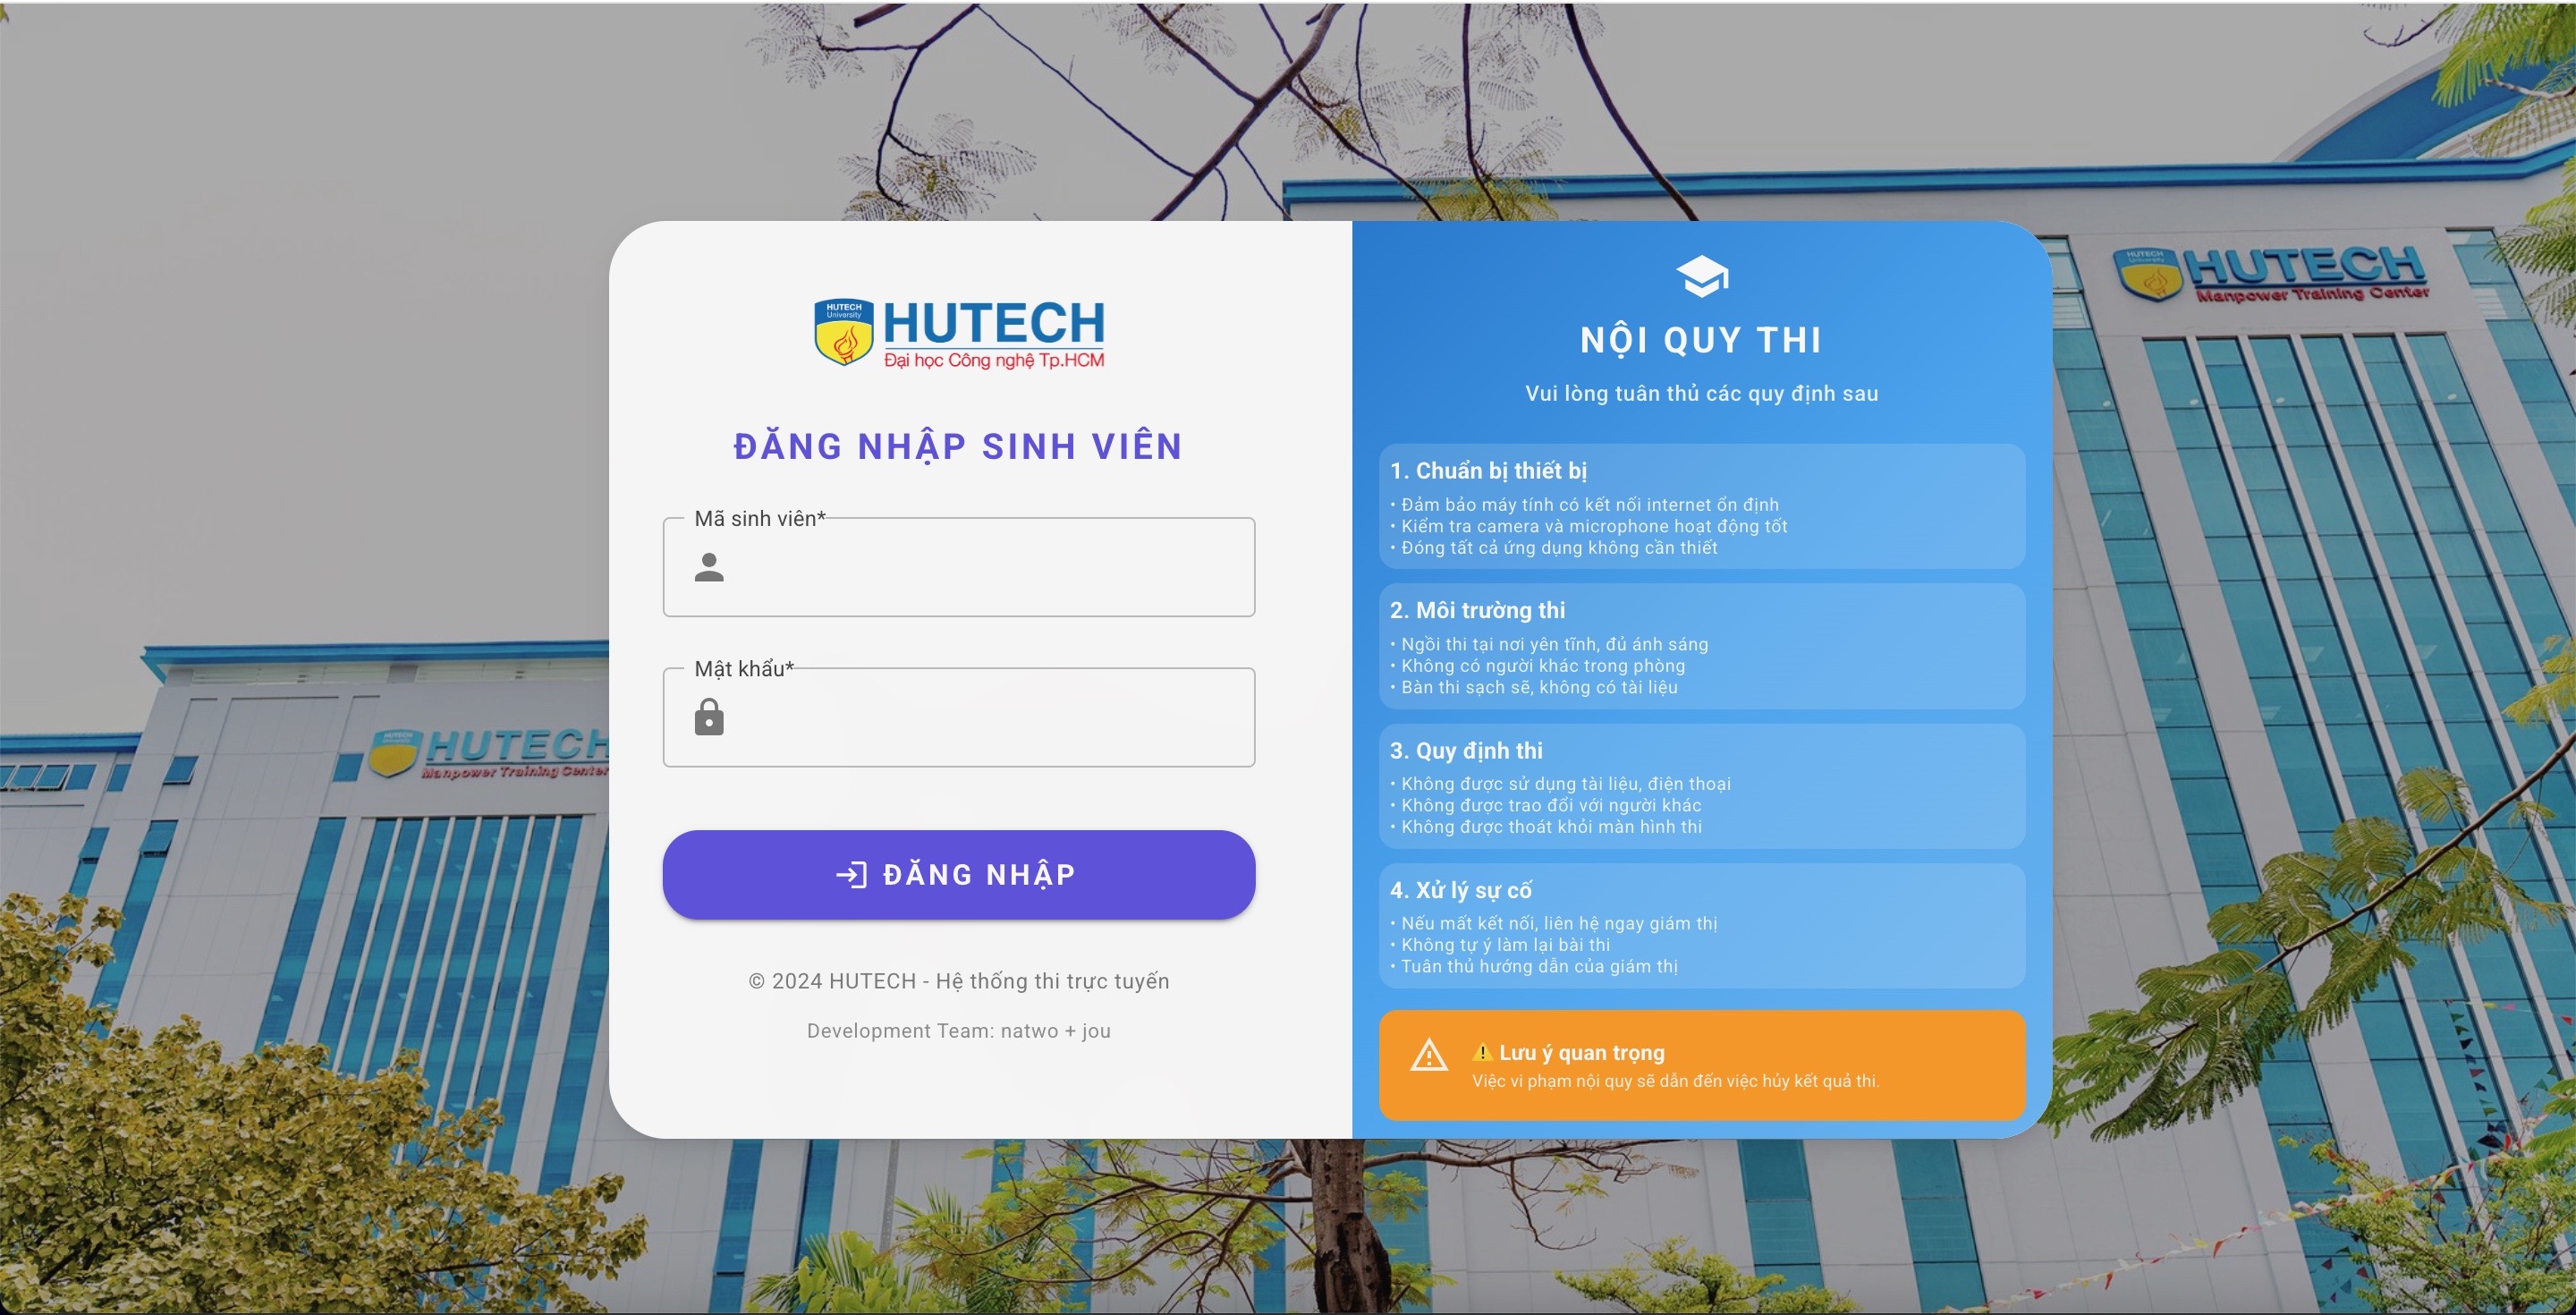 HUTECH
University
HUTECH
Đại học Công nghệ Tp.HCM
ĐĂNG NHẬP SINH VIÊN
Mã sinh viên*
Mật khẩu*
ĐĂNG NHẬP
© 2024 HUTECH - Hệ thống thi trực tuyến
Development Team: natwo + jou
NỘI QUY THI
Vui lòng tuân thủ các quy định sau
1. Chuẩn bị thiết bị
• Đảm bảo máy tính có kết nối internet ổn định
• Kiểm tra camera và microphone hoạt động tốt
• Đóng tất cả ứng dụng không cần thiết
2. Môi trường thi
• Ngồi thi tại nơi yên tĩnh, đủ ánh sáng
• Không có người khác trong phòng
• Bàn thi sạch sẽ, không có tài liệu
3. Quy định thi
• Không được sử dụng tài liệu, điện thoại
• Không được trao đổi với người khác
• Không được thoát khỏi màn hình thi
4. Xử lý sự cố
• Nếu mất kết nối, liên hệ ngay giám thị
• Không tự ý làm lại bài thi
• Tuân thủ hướng dẫn của giám thị
⚠️ Lưu ý quan trọng
Việc vi phạm nội quy sẽ dẫn đến việc hủy kết quả thi.
HUTECH
University
HUTECH
Manpower Training Center
HUTECH
HUTECH
Manpower Training Center